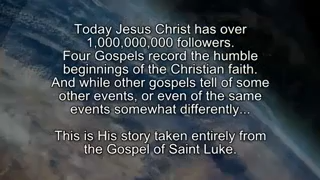 Today Jesus Christ has over
1,000,000,000 followers.
Four Gospels record the humble
beginnings of the Christian faith.
And while other gospels tell of some
other events, or even of the same
events somewhat differently...
This is His story taken entirely from
the Gospel of Saint Luke.